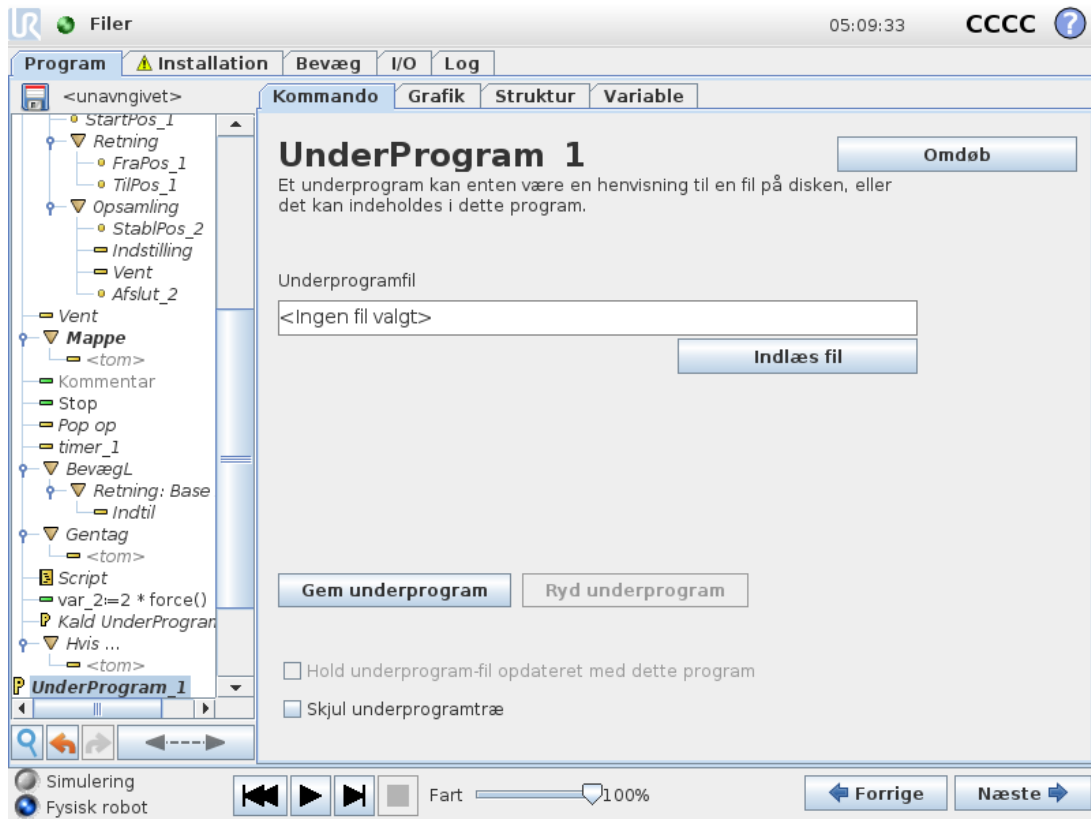 UR Filer 05:09:33 CCCC ?
Program Installation Bevæg I/O Log
<unavngivet>
Kommando Grafik Struktur Variable
StartPos_1
Retning
FraPos_1
TilPos_1
Opsamling
StablPos_2
Indstilling
Vent
Afslut_2
Vent
Mappe
<tom>
Kommentar
Stop
Pop op
timer_1
BevægL
Retning: Base
Indtil
Gentag
<tom>
Script
var_2:=2 * force()
P Kald UnderProgram
Hvis ...
<tom>
P UnderProgram_1
UnderProgram_1
Omdøb
Et underprogram kan enten være en henvisning til en fil på disken, eller
det kan indeholdes i dette program.
Underprogramfil
<Ingen fil valgt>
Indlæs fil
Gem underprogram
Ryd underprogram
Hold underprogram-fil opdateret med dette program
Skjul underprogramtræ
Simulering
Fysisk robot
Fart 100%
Forrige
Næste